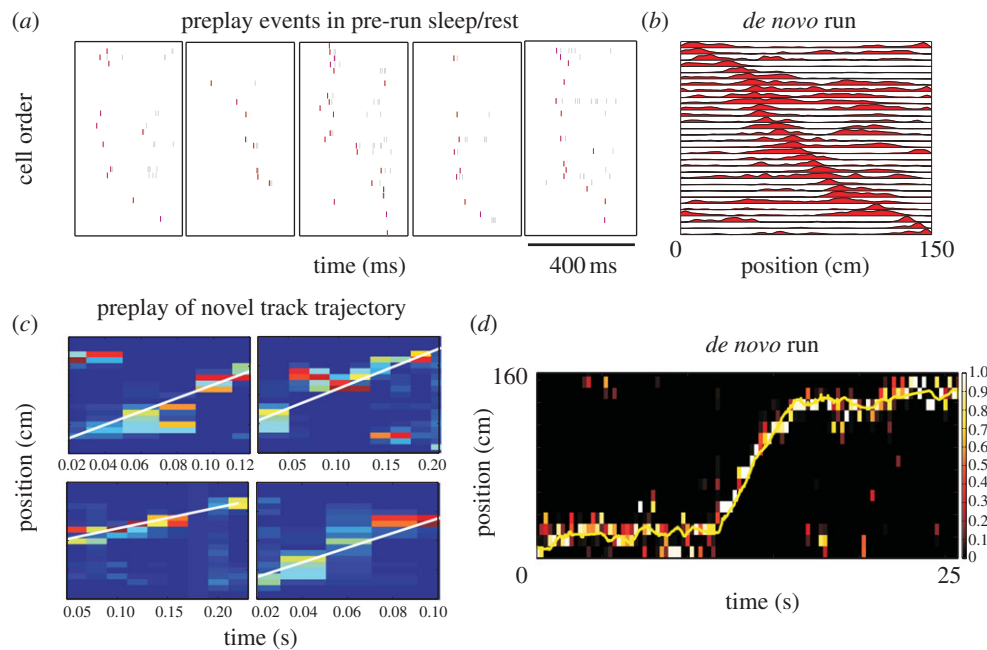 (a) preplay events in pre-run sleep/rest
cell order
time (ms)
400 ms
(b) de novo run
0 150
position (cm)
(c) preplay of novel track trajectory
position (cm)
0.02 0.04 0.06 0.08 0.10 0.12
0.05 0.10 0.15 0.20
0.05 0.10 0.15 0.20
0.02 0.04 0.06 0.08 0.10
time (s)
(d) de novo run
160
position (cm)
0 25
time (s)
1.0
0.9
0.8
0.7
0.6
0.5
0.4
0.3
0.2
0.1
0